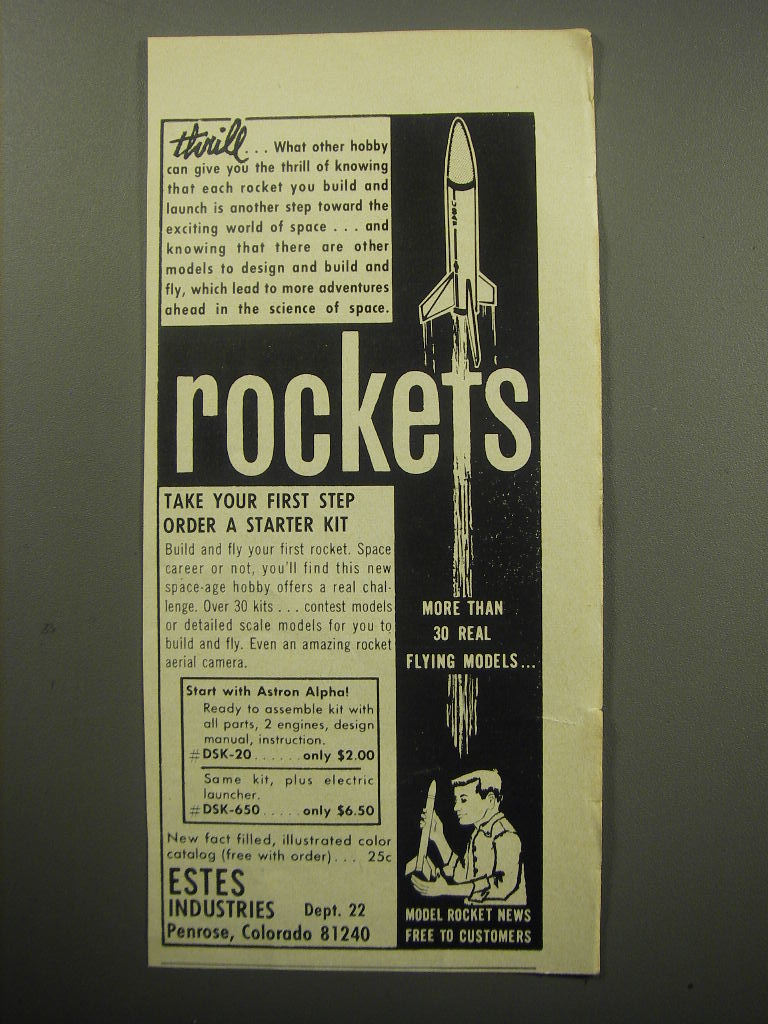 thrill... What other hobby
can give you the thrill of knowing
that each rocket you build and
launch is another step toward the
exciting world of space . . . and
knowing that there are other
models to design and build and
fly, which lead to more adventures
ahead in the science of space.
rockets
TAKE YOUR FIRST STEP
ORDER A STARTER KIT
Build and fly your first rocket. Space
career or not, you'll find this new
space-age hobby offers a real chal-
lenge. Over 30 kits . . . contest models
or detailed scale models for you to
build and fly. Even an amazing rocket
aerial camera.
MORE THAN
30 REAL
FLYING MODELS...
Start with Astron Alpha!
Ready to assemble kit with
all parts, 2 engines, design
manual, instruction.
#DSK-20 ...... only $2.00
Same kit, plus electric
launcher.
#DSK-650 ..... only $6.50
New fact filled, illustrated color
catalog (free with order) . . . 25c
ESTES
INDUSTRIES Dept. 22
Penrose, Colorado 81240
MODEL ROCKET NEWS
FREE TO CUSTOMERS